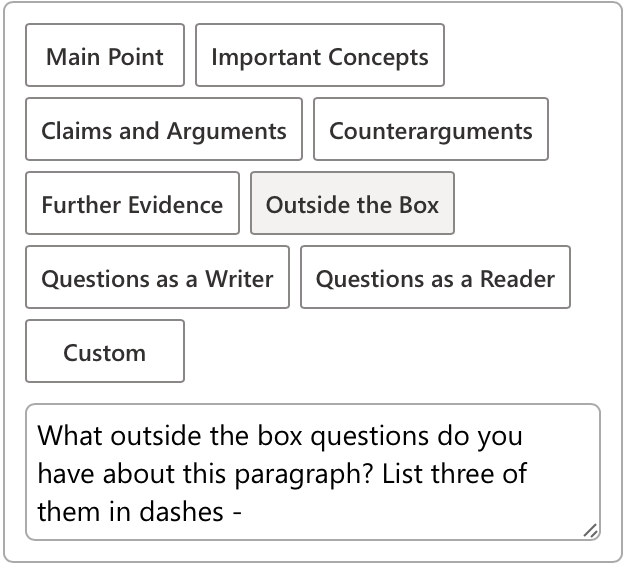 Main Point
Important Concepts
Claims and Arguments
Counterarguments
Further Evidence
Outside the Box
Questions as a Writer
Questions as a Reader
Custom
What outside the box questions do you
have about this paragraph? List three of
them in dashes -